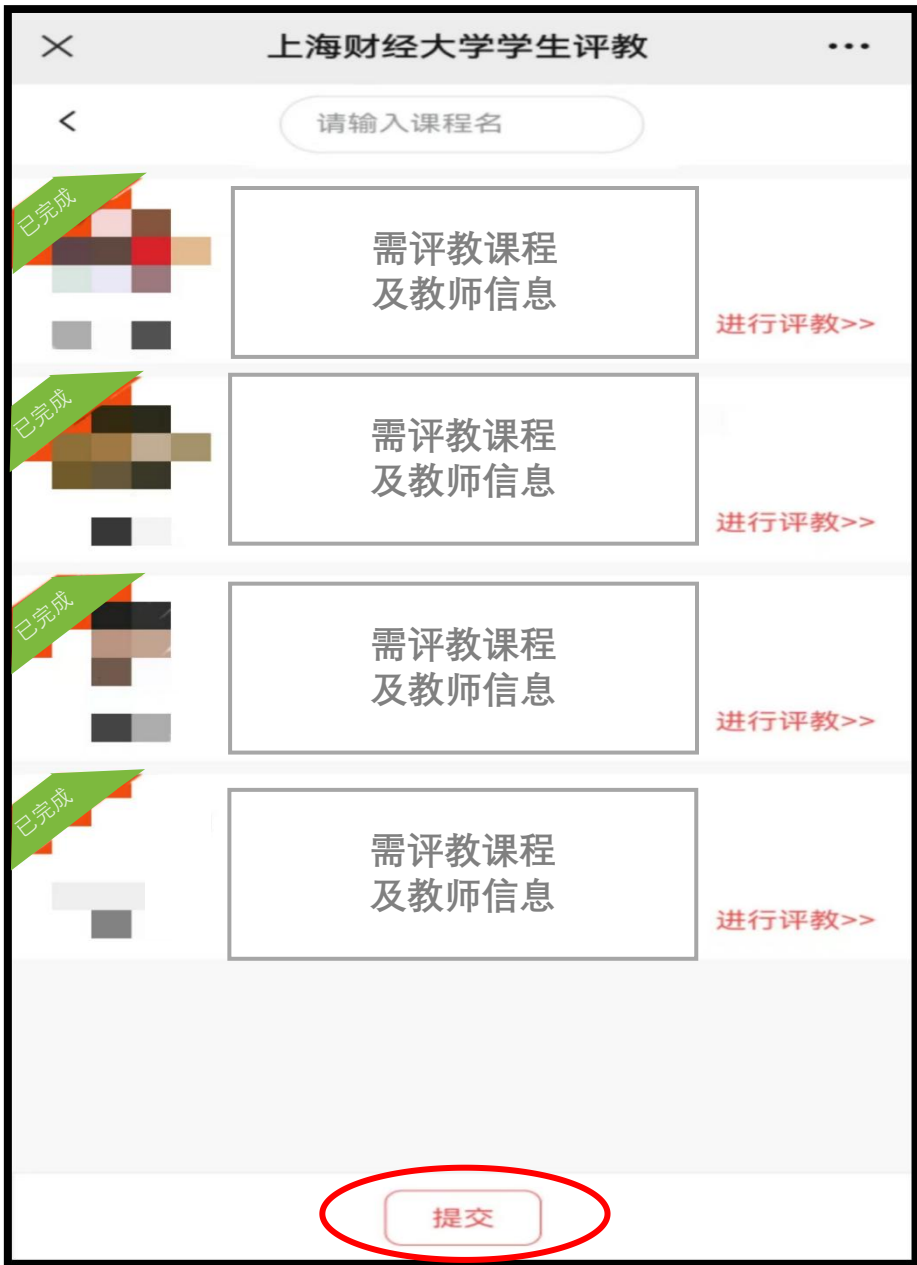 上海财经大学学生评教
请输入课程名
已完成
需评教课程
及教师信息
进行评教>>
已完成
需评教课程
及教师信息
进行评教>>
已完成
需评教课程
及教师信息
进行评教>>
已完成
需评教课程
及教师信息
进行评教>>
提交